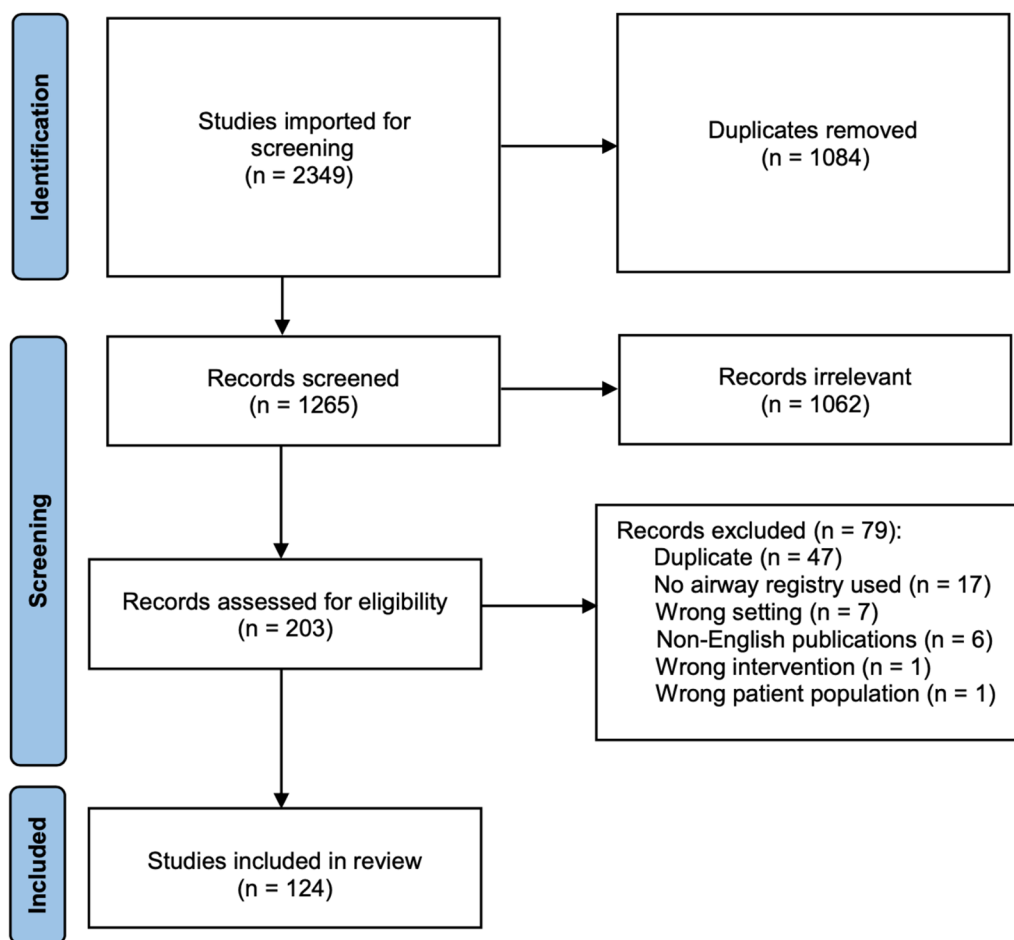 Identification
Studies imported for
screening
(n = 2349)
Duplicates removed
(n = 1084)
Screening
Records screened
(n = 1265)
Records irrelevant
(n = 1062)
Records assessed for eligibility
(n = 203)
Records excluded (n = 79):
Duplicate (n = 47)
No airway registry used (n = 17)
Wrong setting (n = 7)
Non-English publications (n = 6)
Wrong intervention (n = 1)
Wrong patient population (n = 1)
Included
Studies included in review
(n = 124)